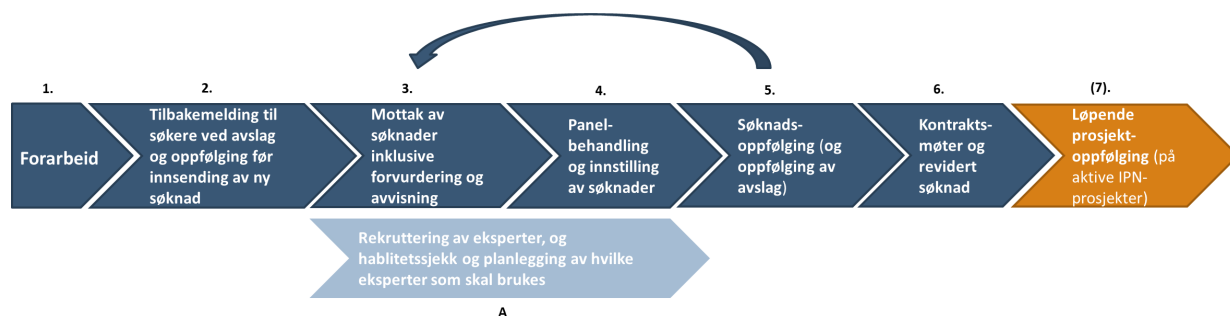 1.
Forarbeid
2.
Tilbakemelding til
søkere ved avslag
og oppfølging før
innsending av ny
søknad
3.
Mottak av
søknader
inklusive
forvurdering og
avvisning
4.
Panel-
behandling
og innstilling
av søknader
5.
Søknads-
oppfølging (og
oppfølging av
avslag)
6.
Kontrakts-
møter og
revidert
søknad
(7).
Løpende
prosjekt-
oppfølging (på
aktive IPN-
prosjekter)
Rekruttering av eksperter, og
hablitetssjekk og planlegging av hvilke
eksperter som skal brukes
A